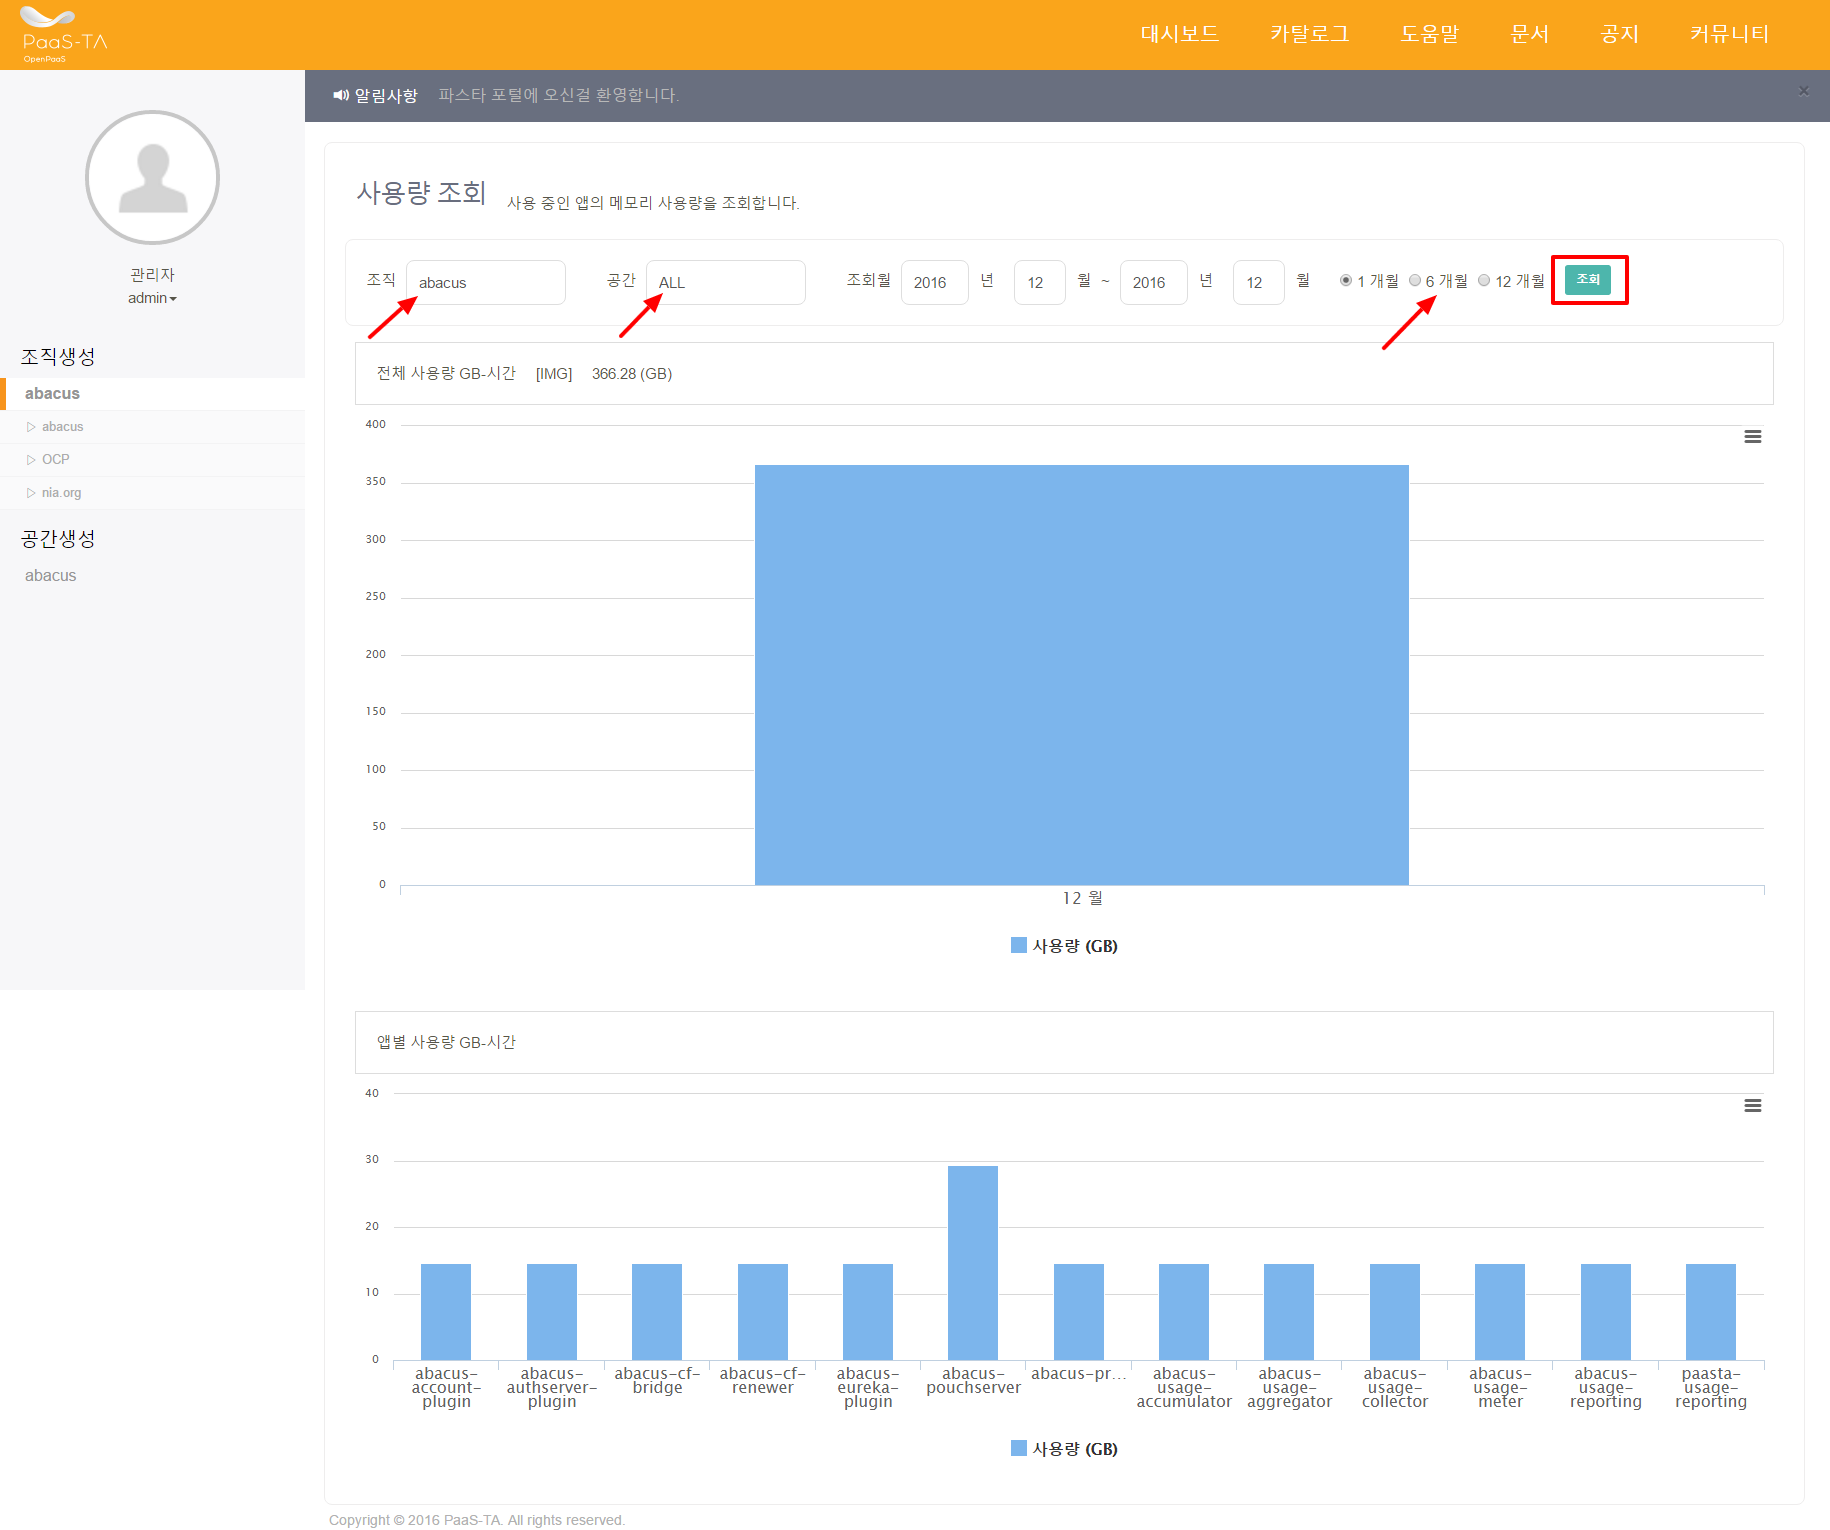 PaaS-TA
OpenPaaS
대시보드 카탈로그 도움말 문서 공지 커뮤니티
알림사항 파스타 포털에 오신걸 환영합니다.
×
관리자
admin
조직생성
abacus
abacus
OCP
nia.org
공간생성
abacus
사용량 조회 사용 중인 앱의 메모리 사용량을 조회합니다.
조직 abacus 공간 ALL 조회월 2016 년 12 월 ~ 2016 년 12 월 1 개월 6 개월 12 개월 조회
전체 사용량 GB-시간 [IMG] 366.28 (GB)
400
350
300
250
200
150
100
50
0
12 월
사용량 (GB)
앱별 사용량 GB-시간
40
30
20
10
0
abacus-account-plugin
abacus-authserver-plugin
abacus-cf-bridge
abacus-cf-renewer
abacus-eureka-plugin
abacus-pouchserver
abacus-pr…
abacus-usage-accumulator
abacus-usage-aggregator
abacus-usage-collector
abacus-usage-meter
abacus-usage-reporting
paasta-usage-reporting
사용량 (GB)
Copyright © 2016 PaaS-TA. All rights reserved.